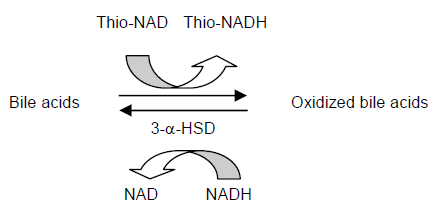 Thio-NAD Thio-NADH
Bile acids Oxidized bile acids
3-α-HSD
NAD NADH